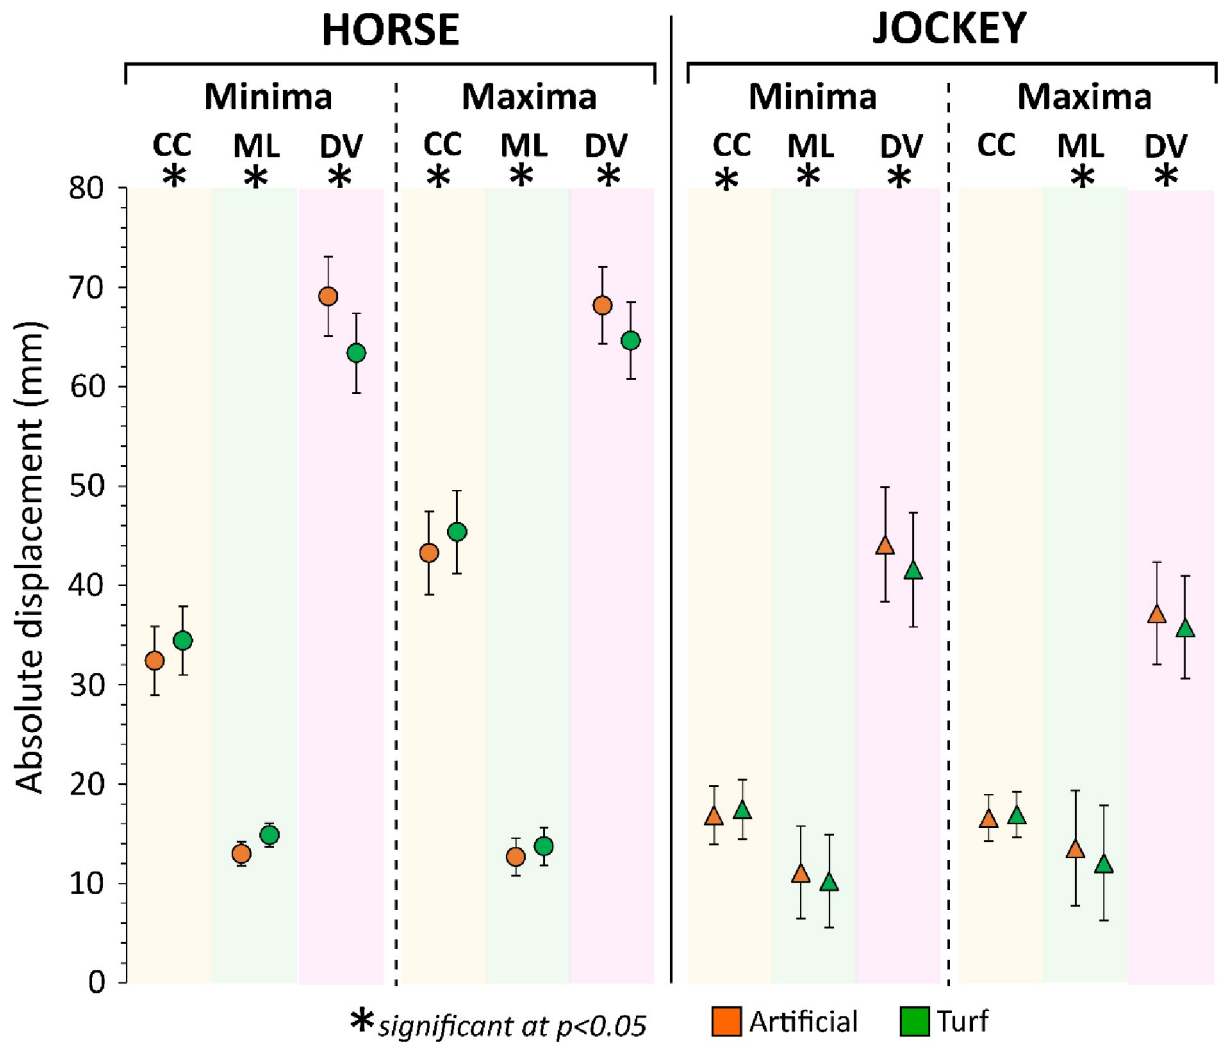 HORSE JOCKEY
Minima Maxima Minima Maxima
CC ML DV CC ML DV CC ML DV CC ML DV
* * * * * * * * * * *
80
70
60
50
40
30
20
10
0
Absolute displacement (mm)
*significant at p<0.05 Artificial Turf